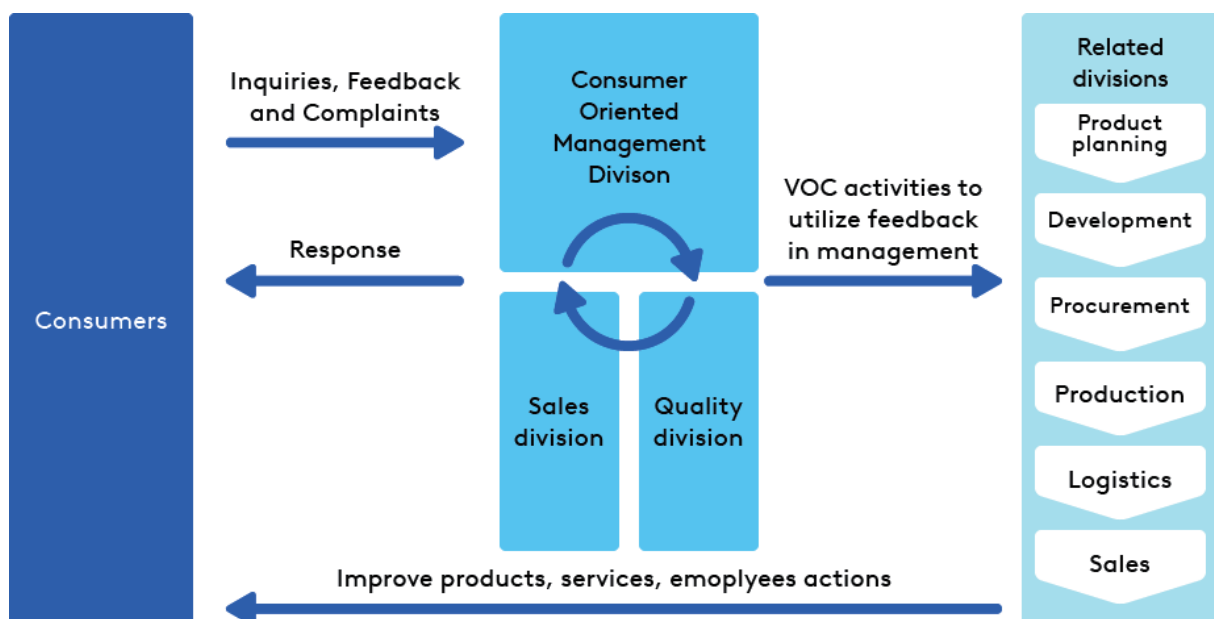 Consumers
Inquiries, Feedback
and Complaints
Response
Consumer
Oriented
Management
Divison
Sales
division
Quality
division
VOC activities to
utilize feedback
in management
Related
divisions
Product
planning
Development
Procurement
Production
Logistics
Sales
Improve products, services, emoplyees actions